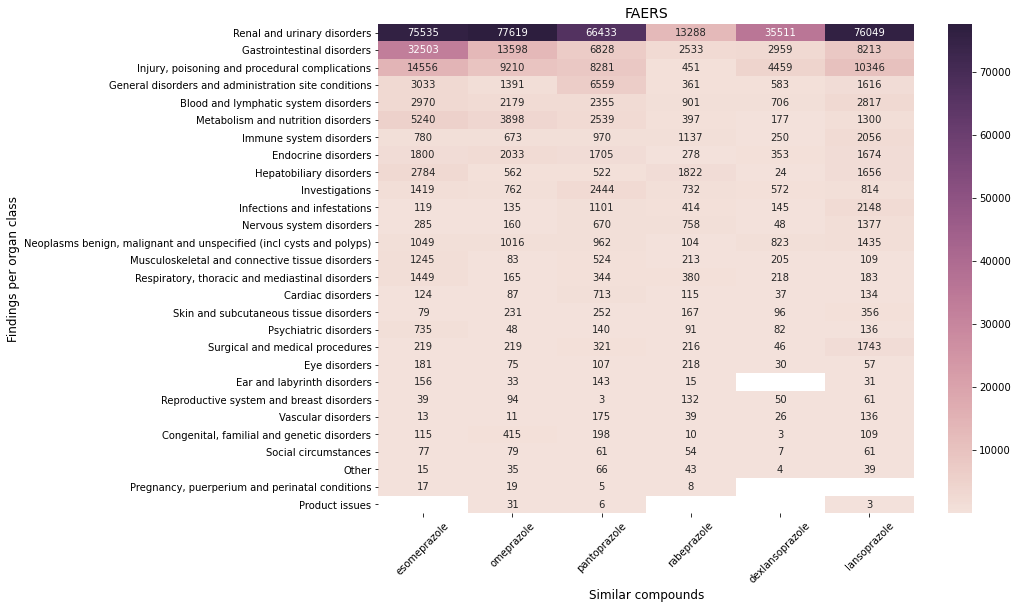 FAERS
Findings per organ class
Renal and urinary disorders 75535 77619 66433 13288 35511 76049
Gastrointestinal disorders 32503 13598 6828 2533 2959 8213
Injury, poisoning and procedural complications 14556 9210 8281 451 4459 10346
General disorders and administration site conditions 3033 1391 6559 361 583 1616
Blood and lymphatic system disorders 2970 2179 2355 901 706 2817
Metabolism and nutrition disorders 5240 3898 2539 397 177 1300
Immune system disorders 780 673 970 1137 250 2056
Endocrine disorders 1800 2033 1705 278 353 1674
Hepatobiliary disorders 2784 562 522 1822 24 1656
Investigations 1419 762 2444 732 572 814
Infections and infestations 119 135 1101 414 145 2148
Nervous system disorders 285 160 670 758 48 1377
Neoplasms benign, malignant and unspecified (incl cysts and polyps) 1049 1016 962 104 823 1435
Musculoskeletal and connective tissue disorders 1245 83 524 213 205 109
Respiratory, thoracic and mediastinal disorders 1449 165 344 380 218 183
Cardiac disorders 124 87 713 115 37 134
Skin and subcutaneous tissue disorders 79 231 252 167 96 356
Psychiatric disorders 735 48 140 91 82 136
Surgical and medical procedures 219 219 321 216 46 1743
Eye disorders 181 75 107 218 30 57
Ear and labyrinth disorders 156 33 143 15 31
Reproductive system and breast disorders 39 94 3 132 50 61
Vascular disorders 13 11 175 39 26 136
Congenital, familial and genetic disorders 115 415 198 10 3 109
Social circumstances 77 79 61 54 7 61
Other 15 35 66 43 4 39
Pregnancy, puerperium and perinatal conditions 17 19 5 8
Product issues 31 6 3
esomeprazole omeprazole pantoprazole rabeprazole dexlansoprazole lansoprazole
Similar compounds
70000
60000
50000
40000
30000
20000
10000